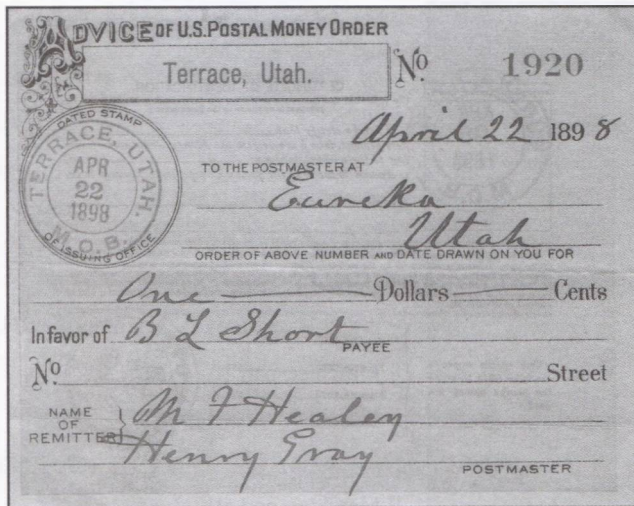 ADVICE OF U.S. POSTAL MONEY ORDER
Terrace, Utah.
No. 1920
DATED STAMP
TERRACE, UTAH.
APR
22
1898
M.O.B.
OF ISSUING OFFICE
April 22 1898
TO THE POSTMASTER AT
Eureka
Utah
ORDER OF ABOVE NUMBER AND DATE DRAWN ON YOU FOR
One Dollars Cents
In favor of B L Short
PAYEE
No. Street
NAME OF REMITTER } M F Healey
Henry Gray
POSTMASTER